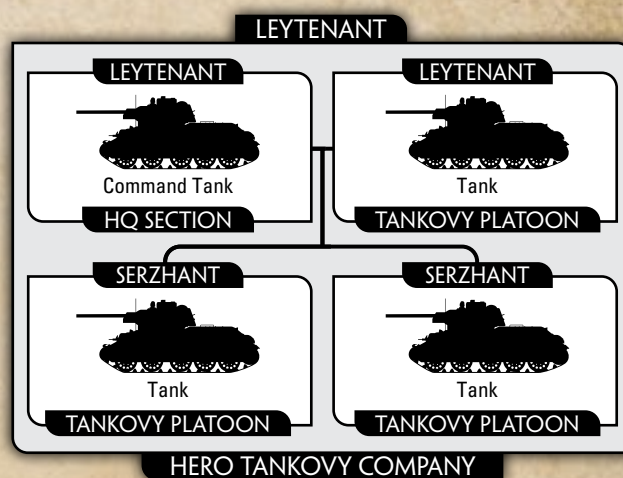 LEYTENANT
LEYTENANT
Command Tank
HQ SECTION
LEYTENANT
Tank
TANKOVY PLATOON
SERZHANT
Tank
TANKOVY PLATOON
SERZHANT
Tank
TANKOVY PLATOON
HERO TANKOVY COMPANY